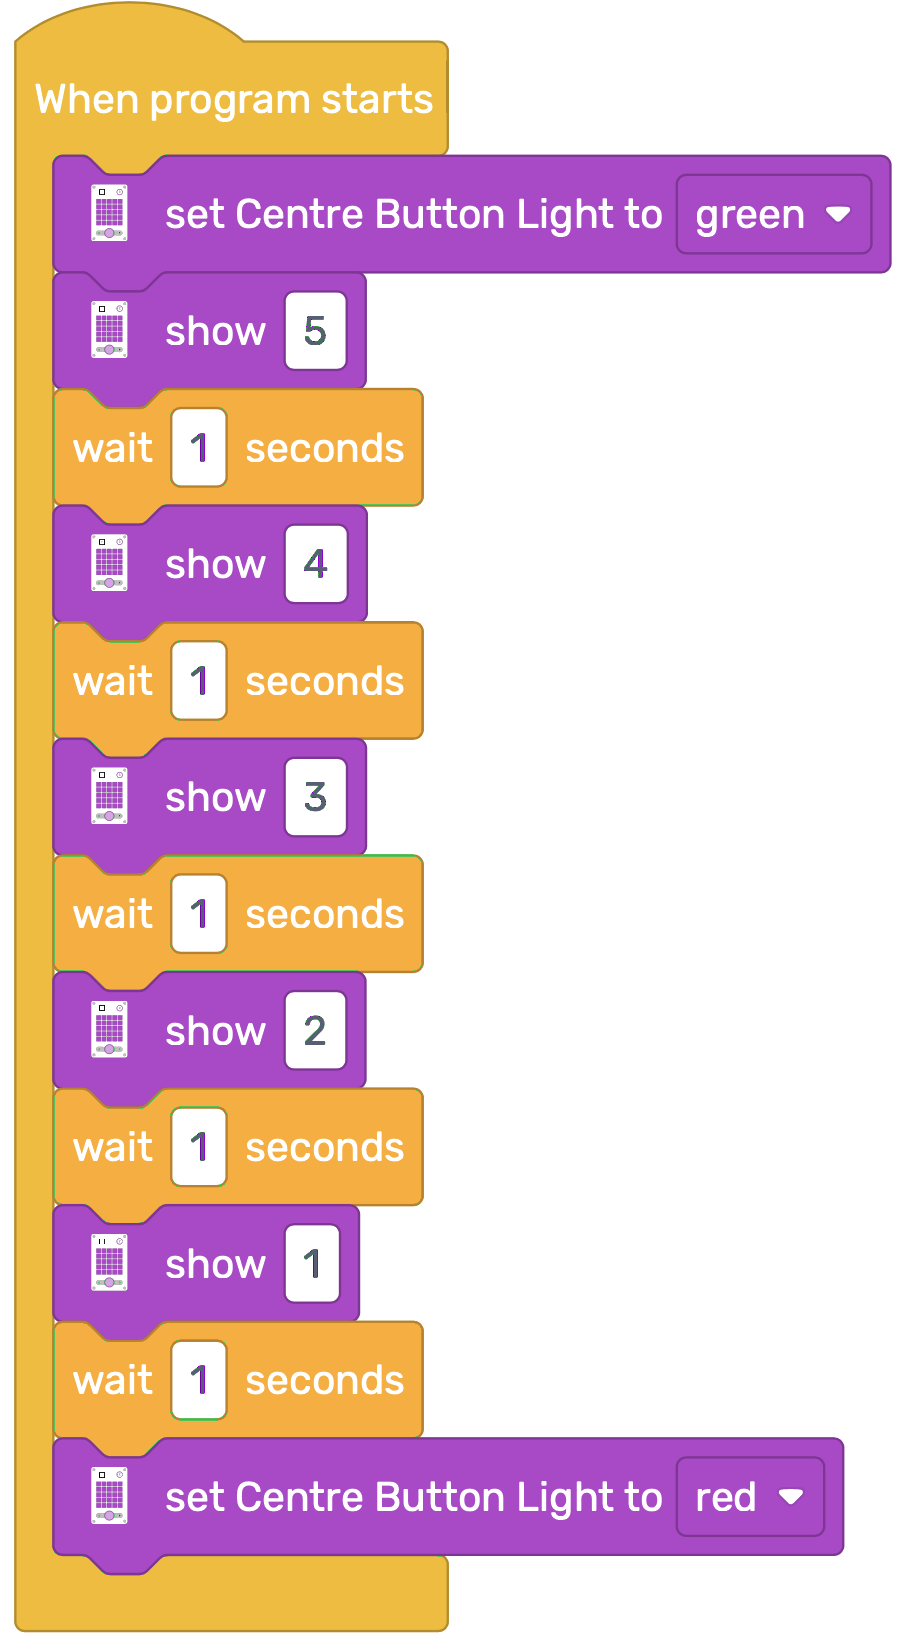 When program starts
set Centre Button Light to green
show 5
wait 1 seconds
show 4
wait 1 seconds
show 3
wait 1 seconds
show 2
wait 1 seconds
show 1
wait 1 seconds
set Centre Button Light to red